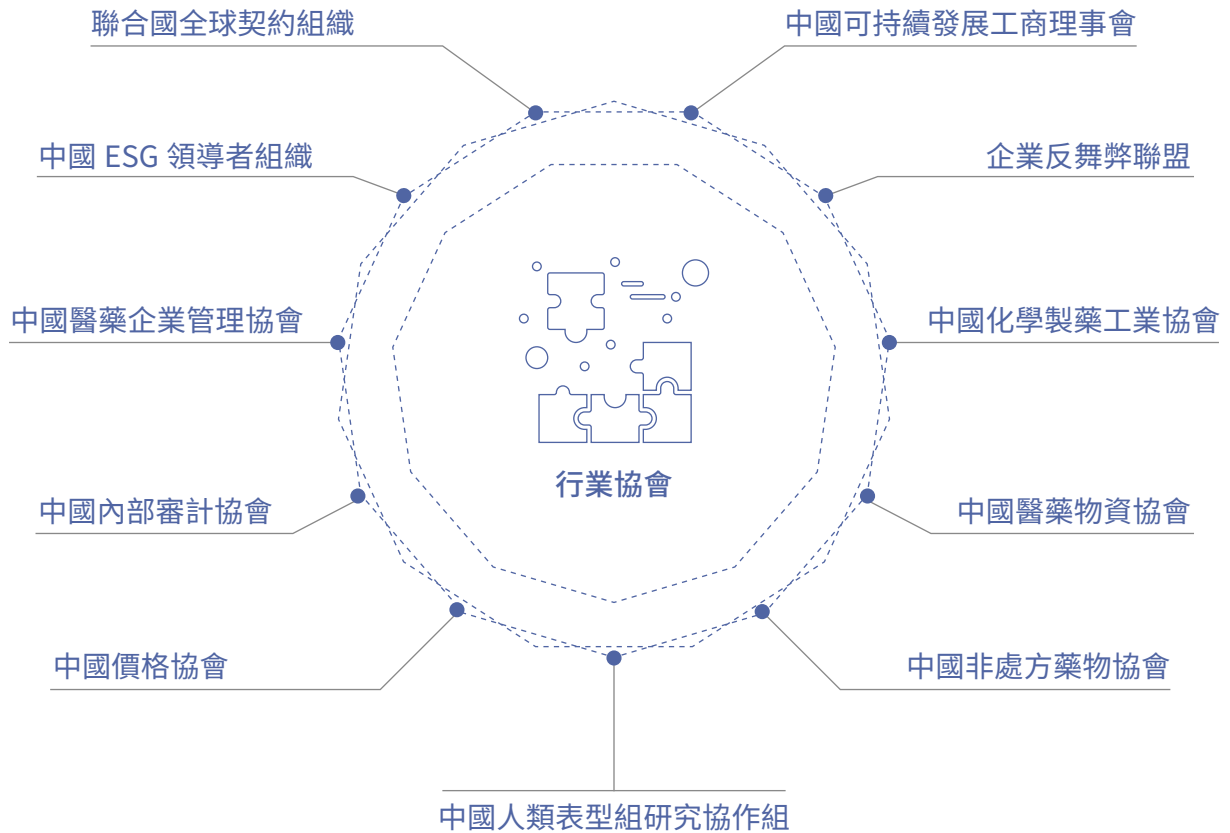 聯合國全球契約組織
中國可持續發展工商理事會
中國 ESG 領導者組織
企業反舞弊聯盟
中國醫藥企業管理協會
中國化學製藥工業協會
行業協會
中國內部審計協會
中國醫藥物資協會
中國價格協會
中國非處方藥物協會
中國人類表型組研究協作組